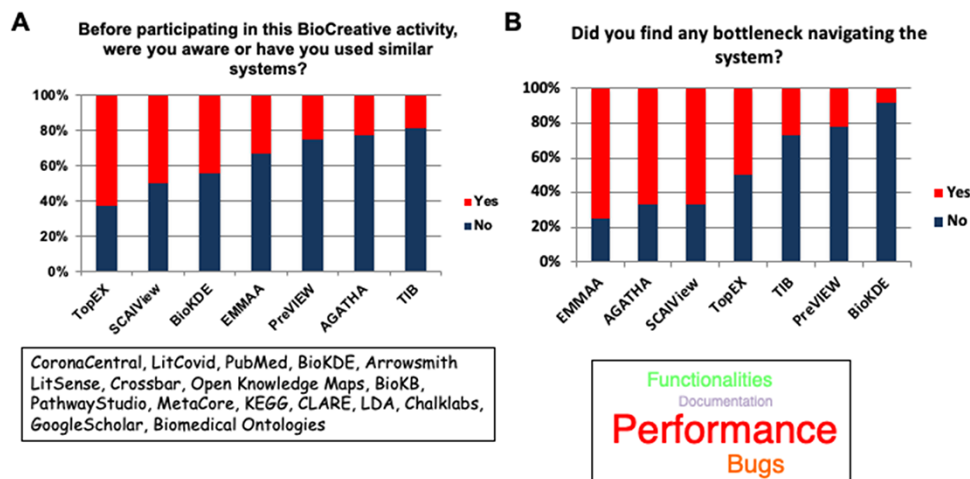 A
Before participating in this BioCreative activity,
were you aware or have you used similar
systems?
100%
80%
60%
40%
20%
0%
Yes
No
TopEX
SCAIView
BioKDE
EMMAA
PreVIEW
AGATHA
TIB
CoronaCentral, LitCovid, PubMed, BioKDE, Arrowsmith
LitSense, Crossbar, Open Knowledge Maps, BioKB,
PathwayStudio, MetaCore, KEGG, CLARE, LDA, Chalklabs,
GoogleScholar, Biomedical Ontologies
B
Did you find any bottleneck navigating the
system?
100%
80%
60%
40%
20%
0%
Yes
No
EMMAA
AGATHA
SCAIView
TopEX
TIB
PreVIEW
BioKDE
Functionalities
Documentation
Performance
Bugs